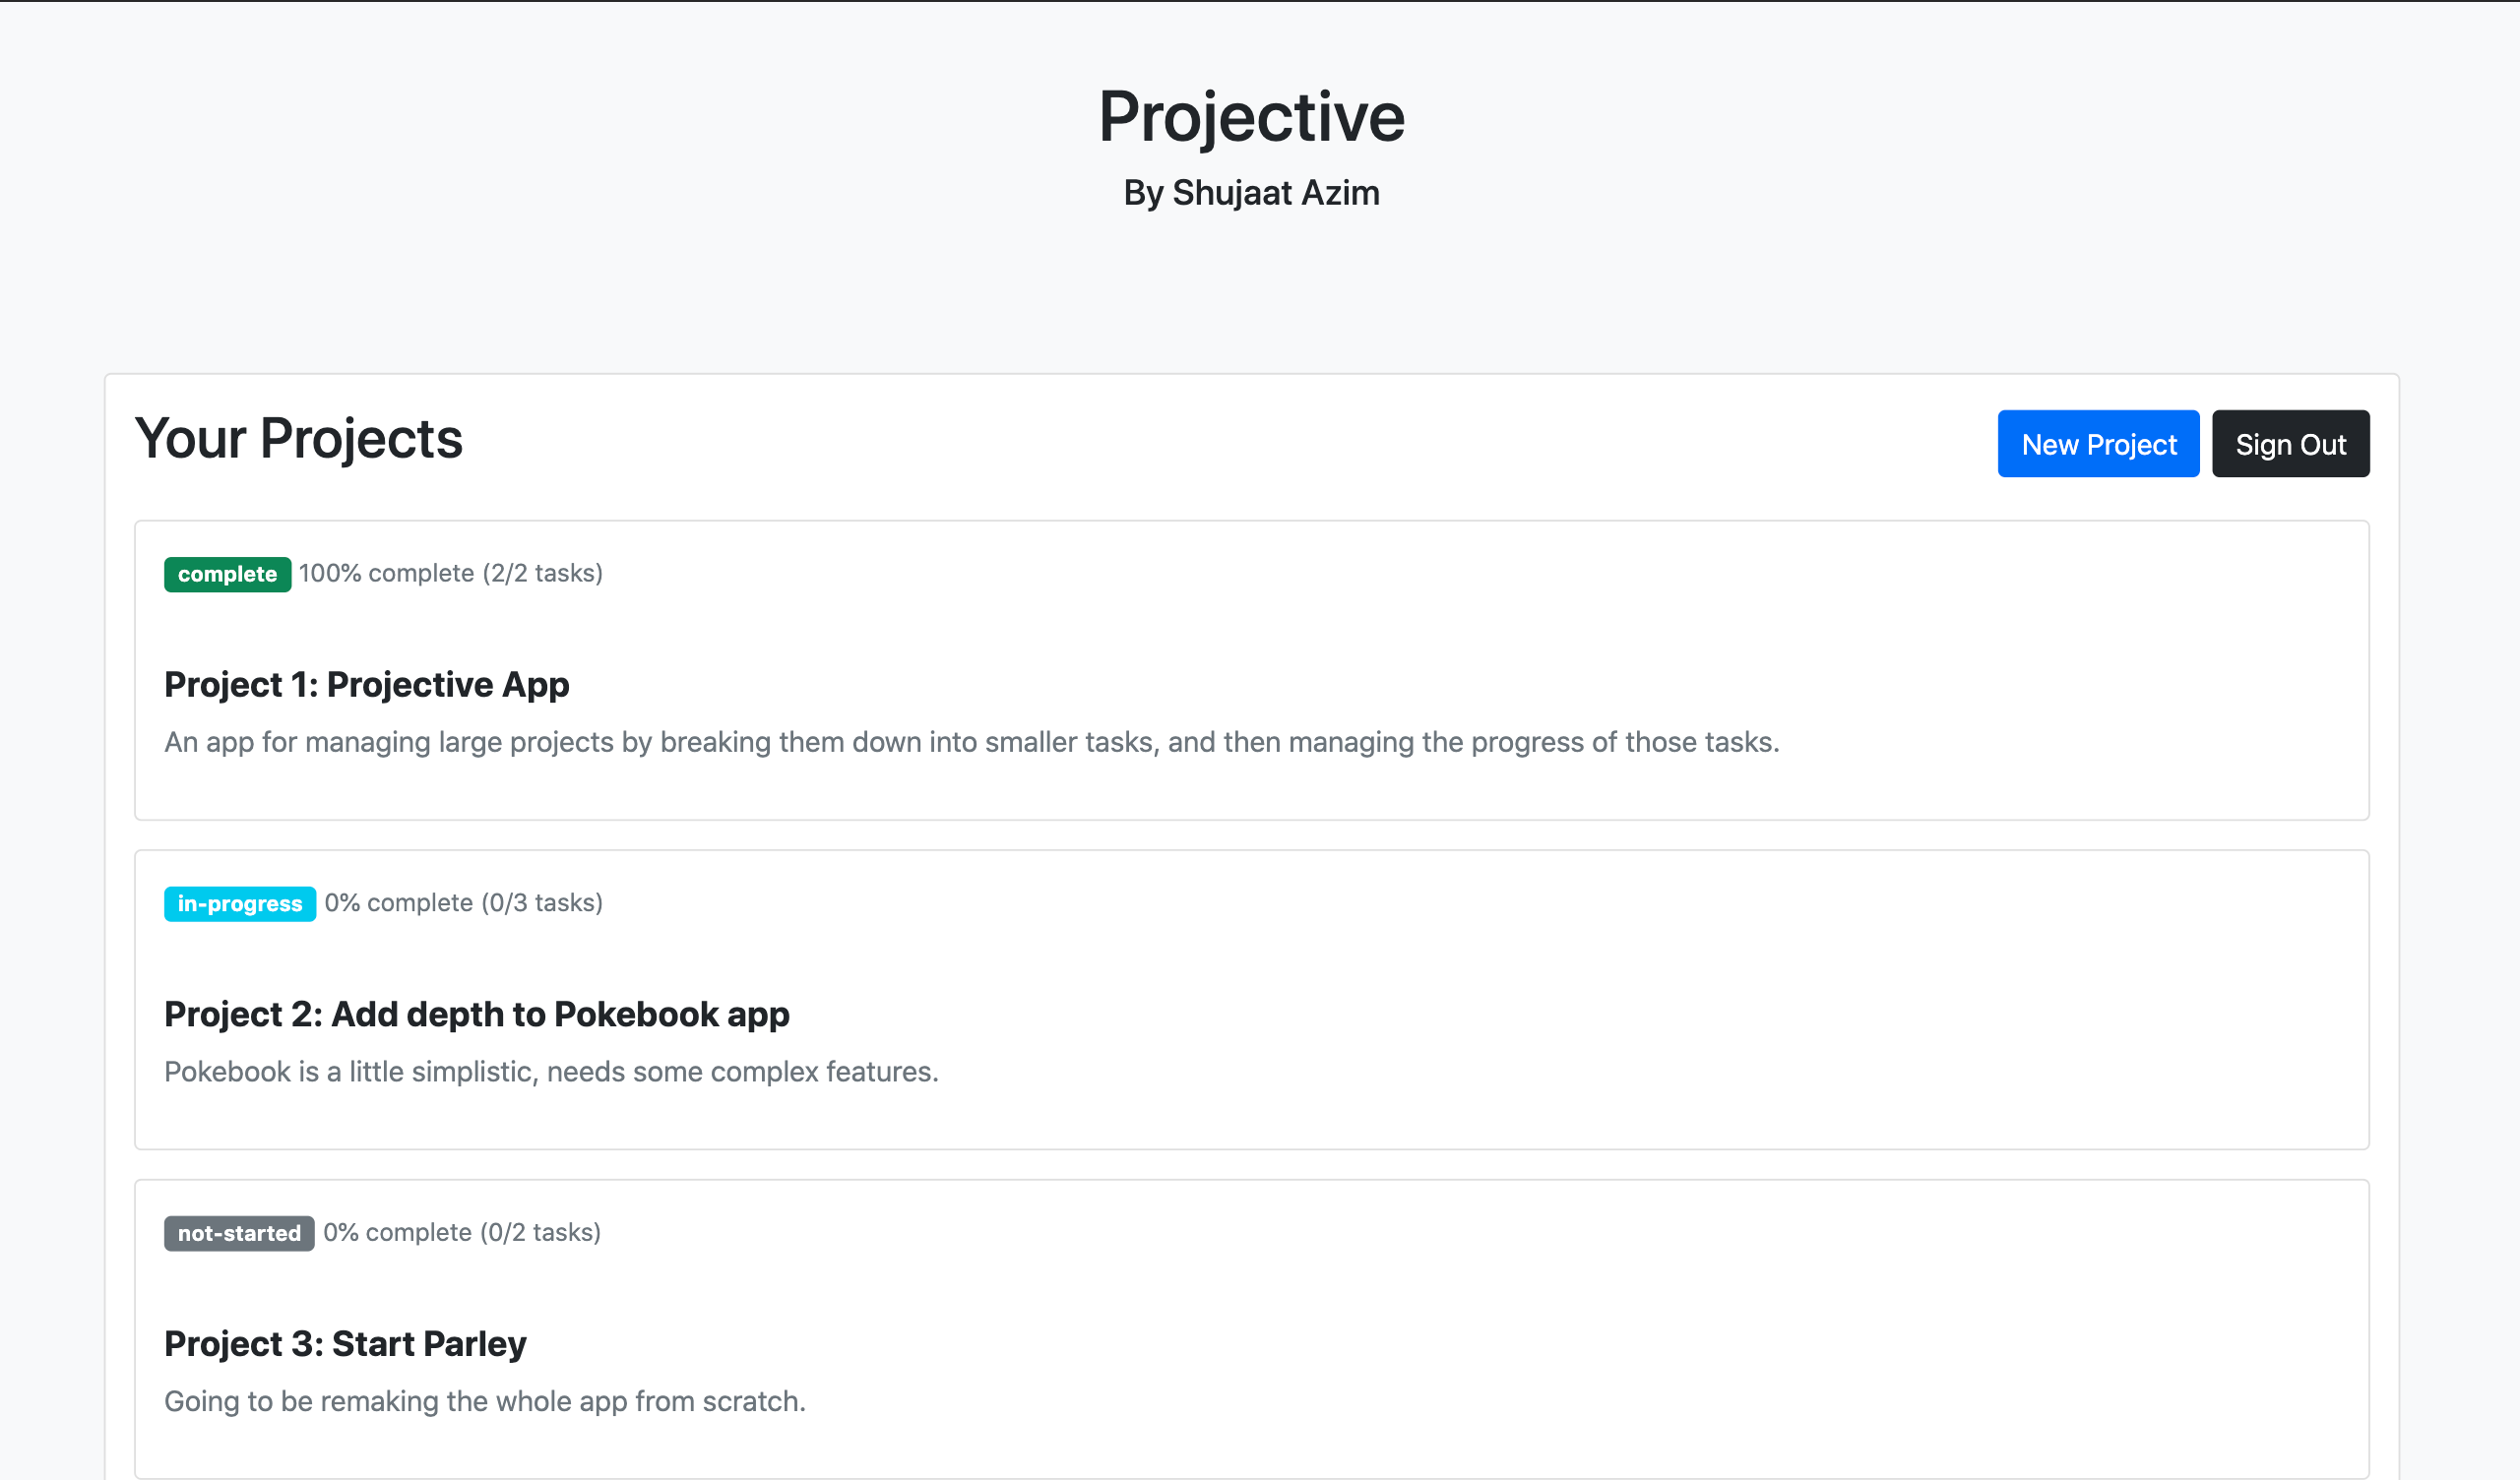 Projective
By Shujaat Azim
Your Projects
New Project
Sign Out
complete 100% complete (2/2 tasks)
Project 1: Projective App
An app for managing large projects by breaking them down into smaller tasks, and then managing the progress of those tasks.
in-progress 0% complete (0/3 tasks)
Project 2: Add depth to Pokebook app
Pokebook is a little simplistic, needs some complex features.
not-started 0% complete (0/2 tasks)
Project 3: Start Parley
Going to be remaking the whole app from scratch.